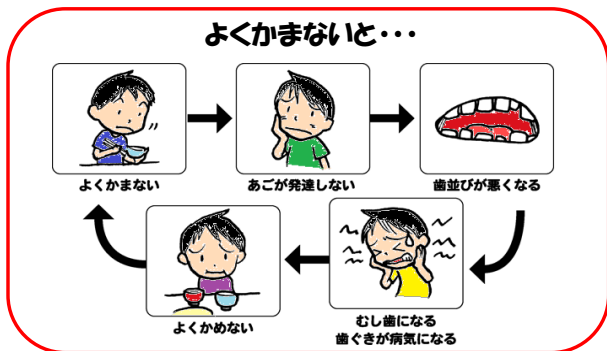 よくかまないと・・・
よくかまない
あごが発達しない
歯並びが悪くなる
むし歯になる
歯ぐきが病気になる
よくかめない